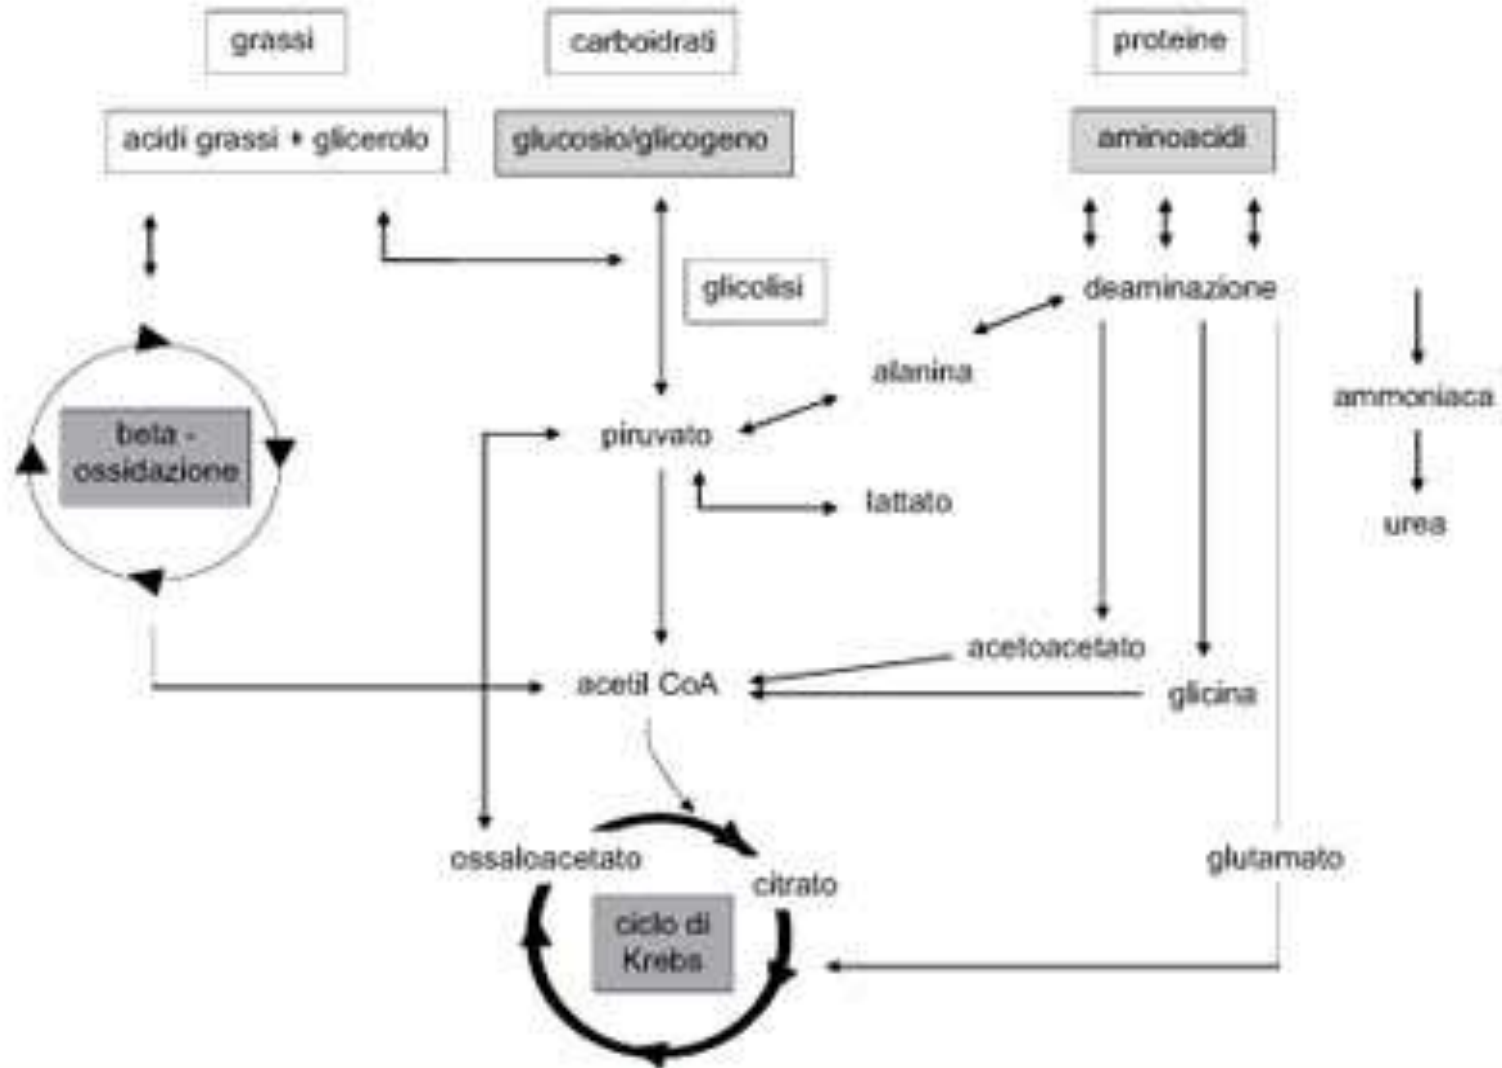 grassi
carboidrati
proteine
acidi grassi + glicerolo
glucosio/glicogeno
aminoacidi
glicolisi
deaminazione
alanina
ammoniaca
beta -
ossidazione
piruvato
lattato
urea
acetoacetato
acetil CoA
glicina
ossaloacetato
citrato
glutamato
ciclo di
Krebs